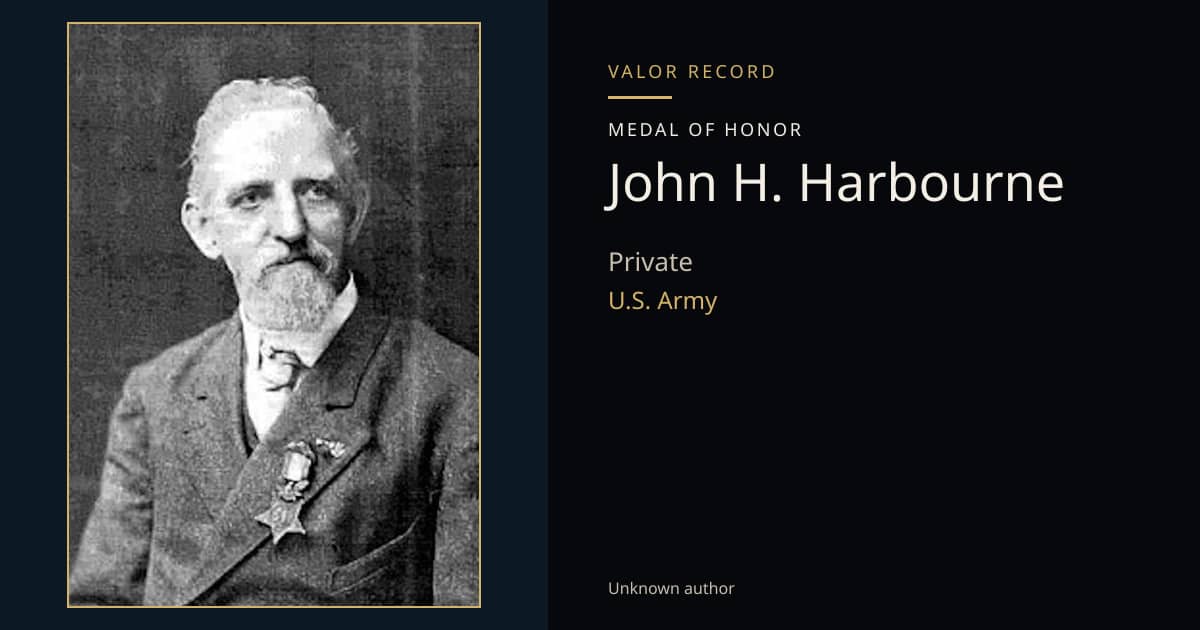 VALOR RECORD
MEDAL OF HONOR
John H. Harbourne
Private
U.S. Army
Unknown author